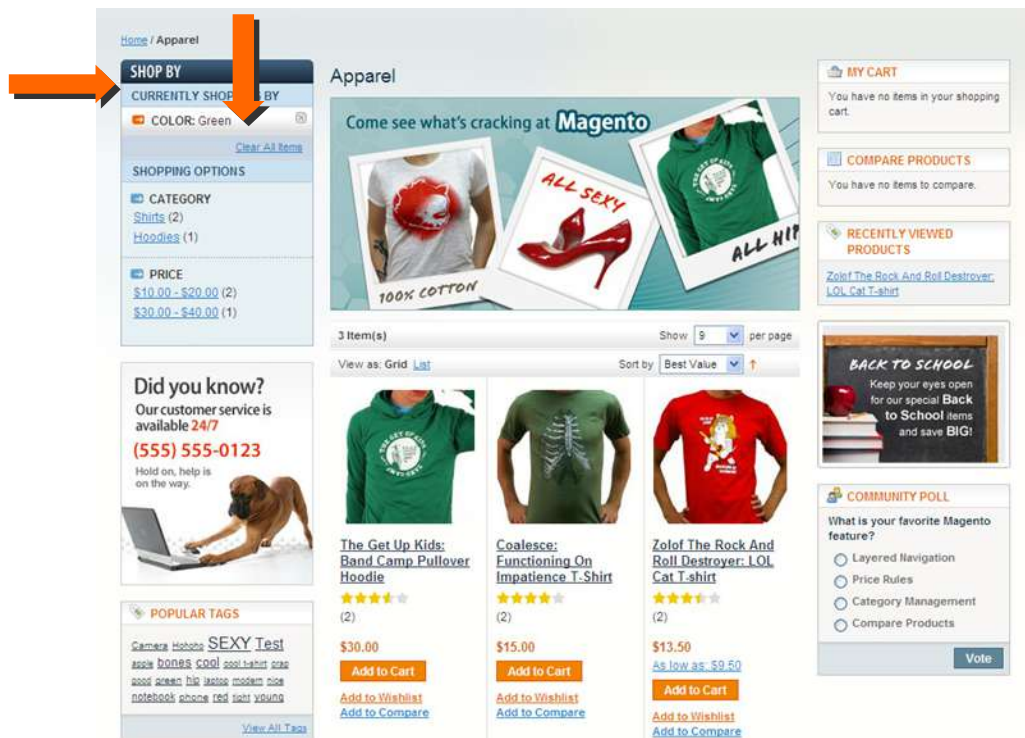 Home / Apparel
SHOP BY
CURRENTLY SHOP G BY
COLOR: Green
Clear All Items
SHOPPING OPTIONS
CATEGORY
Shirts (2)
Hoodies (1)
PRICE
$10.00 - $20.00 (2)
$30.00 - $40.00 (1)
Did you know?
Our customer service is
available 24/7
(555) 555-0123
Hold on, help is
on the way.
POPULAR TAGS
Camera Hohoho SEXY Test
apple bones cool cool t-shirt crap
good green hip laptop modern nice
notebook phone red tight young
View All Tags
Apparel
Come see what's cracking at Magento
THE GET UP KIDS
BAND CAMP
100% COTTON
ALL SEXY
ALL HIP
3 Item(s)
Show 9 per page
View as: Grid List
Sort by Best Value
The Get Up Kids:
Band Camp Pullover
Hoodie
(2)
$30.00
Add to Cart
Add to Wishlist
Add to Compare
Coalesce:
Functioning On
Impatience T-Shirt
(2)
$15.00
Add to Cart
Add to Wishlist
Add to Compare
Zolof The Rock And
Roll Destroyer: LOL
Cat T-shirt
(2)
$13.50
As low as: $9.50
Add to Cart
Add to Wishlist
Add to Compare
MY CART
You have no items in your shopping
cart.
COMPARE PRODUCTS
You have no items to compare.
RECENTLY VIEWED
PRODUCTS
Zolof The Rock And Roll Destroyer:
LOL Cat T-shirt
BACK TO SCHOOL
Keep your eyes open
for our special Back
to School items
and save BIG!
COMMUNITY POLL
What is your favorite Magento
feature?
Layered Navigation
Price Rules
Category Management
Compare Products
Vote